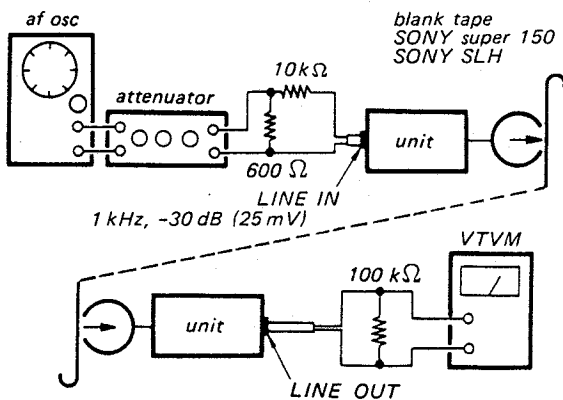 af osc
attenuator
10kΩ
600 Ω
LINE IN
unit
blank tape
SONY super 150
SONY SLH
1 kHz, -30 dB (25 mV)
unit
LINE OUT
100 kΩ
VTVM